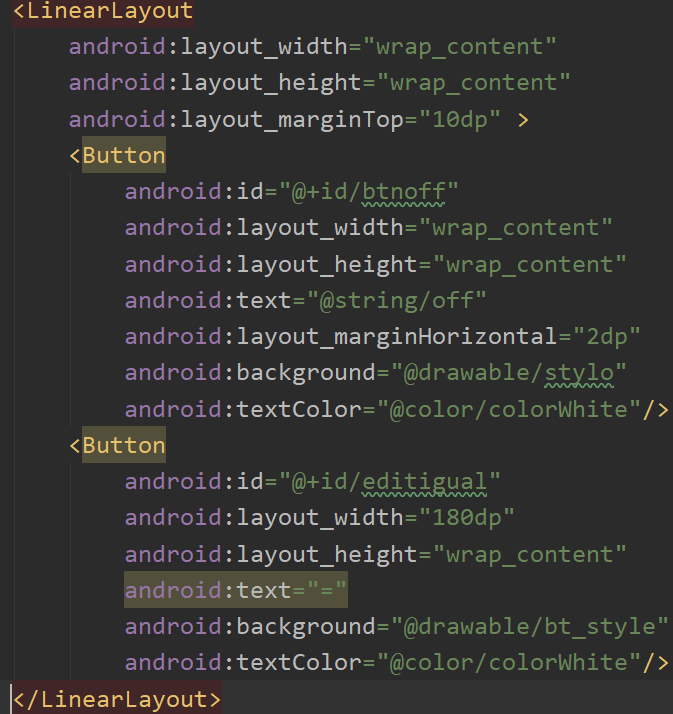 <LinearLayout
    android:layout_width="wrap_content"
    android:layout_height="wrap_content"
    android:layout_marginTop="10dp" >
    <Button
        android:id="@+id/btnoff"
        android:layout_width="wrap_content"
        android:layout_height="wrap_content"
        android:text="@string/off"
        android:layout_marginHorizontal="2dp"
        android:background="@drawable/stylo"
        android:textColor="@color/colorWhite"/>
    <Button
        android:id="@+id/editigual"
        android:layout_width="180dp"
        android:layout_height="wrap_content"
        android:text="="
        android:background="@drawable/bt_style"
        android:textColor="@color/colorWhite"/>
</LinearLayout>